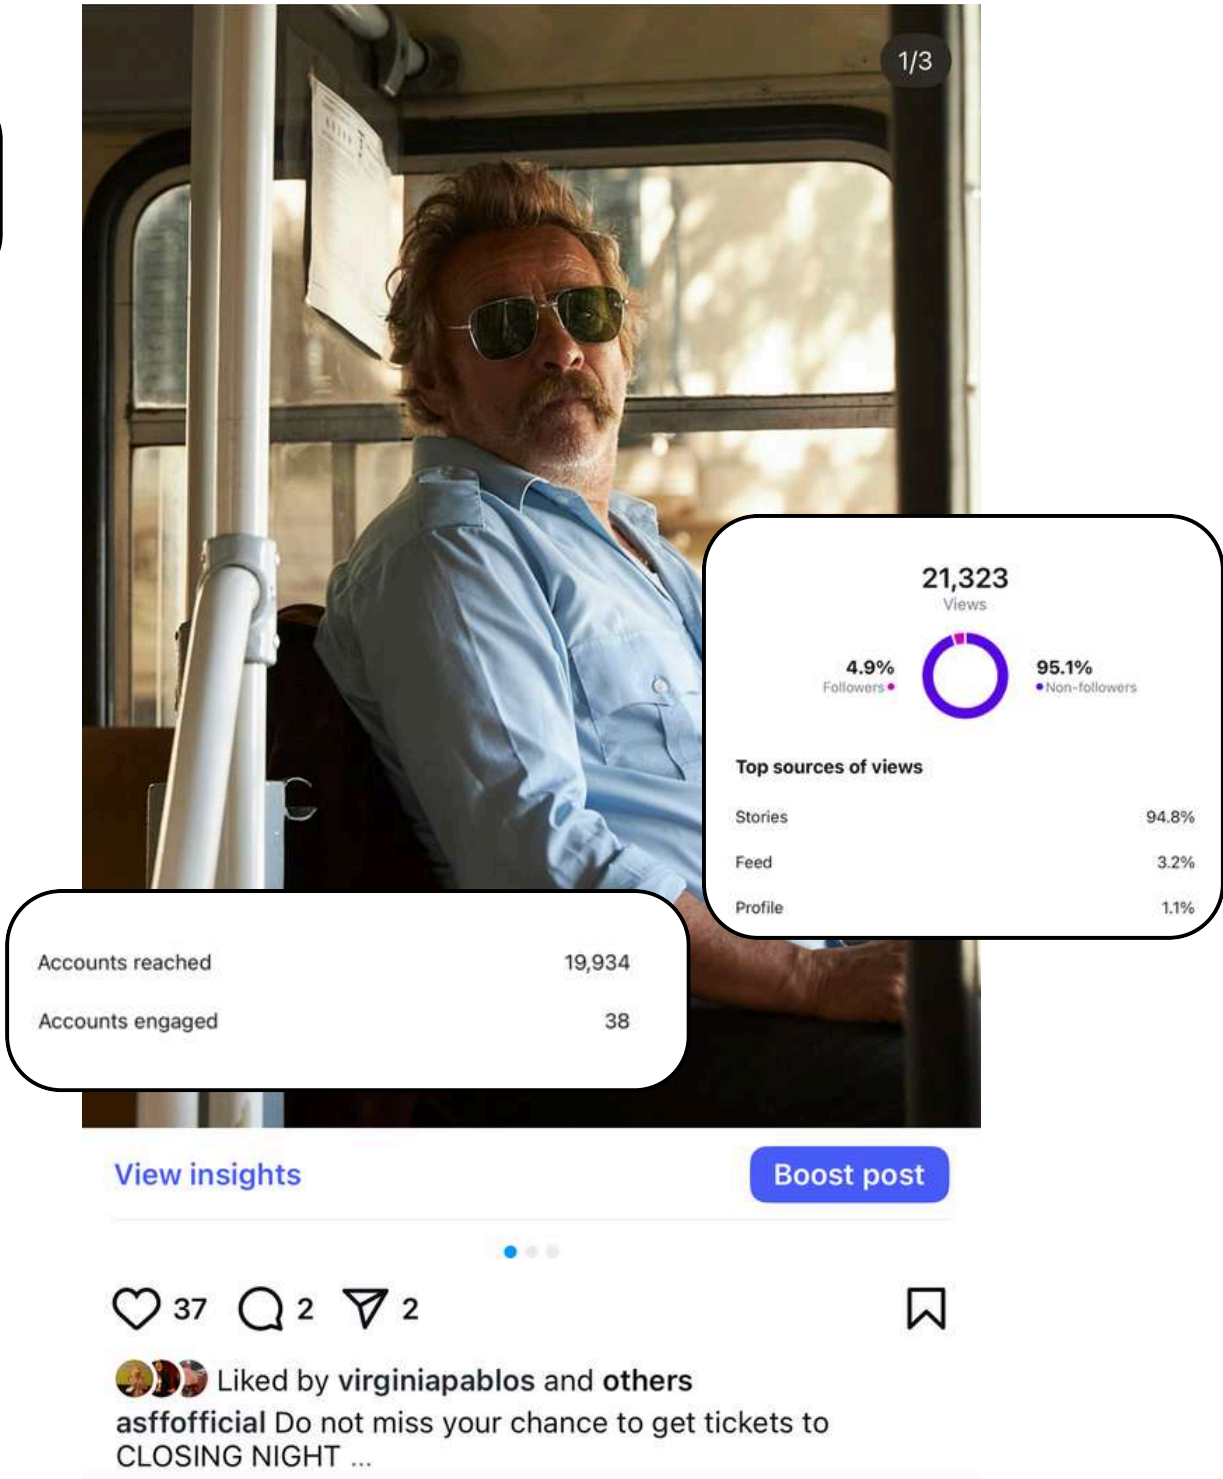 1/3
21,323
Views
4.9%
Followers
95.1%
Non-followers
Top sources of views
Stories 94.8%
Feed 3.2%
Profile 1.1%
Accounts reached 19,934
Accounts engaged 38
View insights
Boost post
37 2 2
Liked by virginiapablos and others
asffofficial Do not miss your chance to get tickets to
CLOSING NIGHT ...